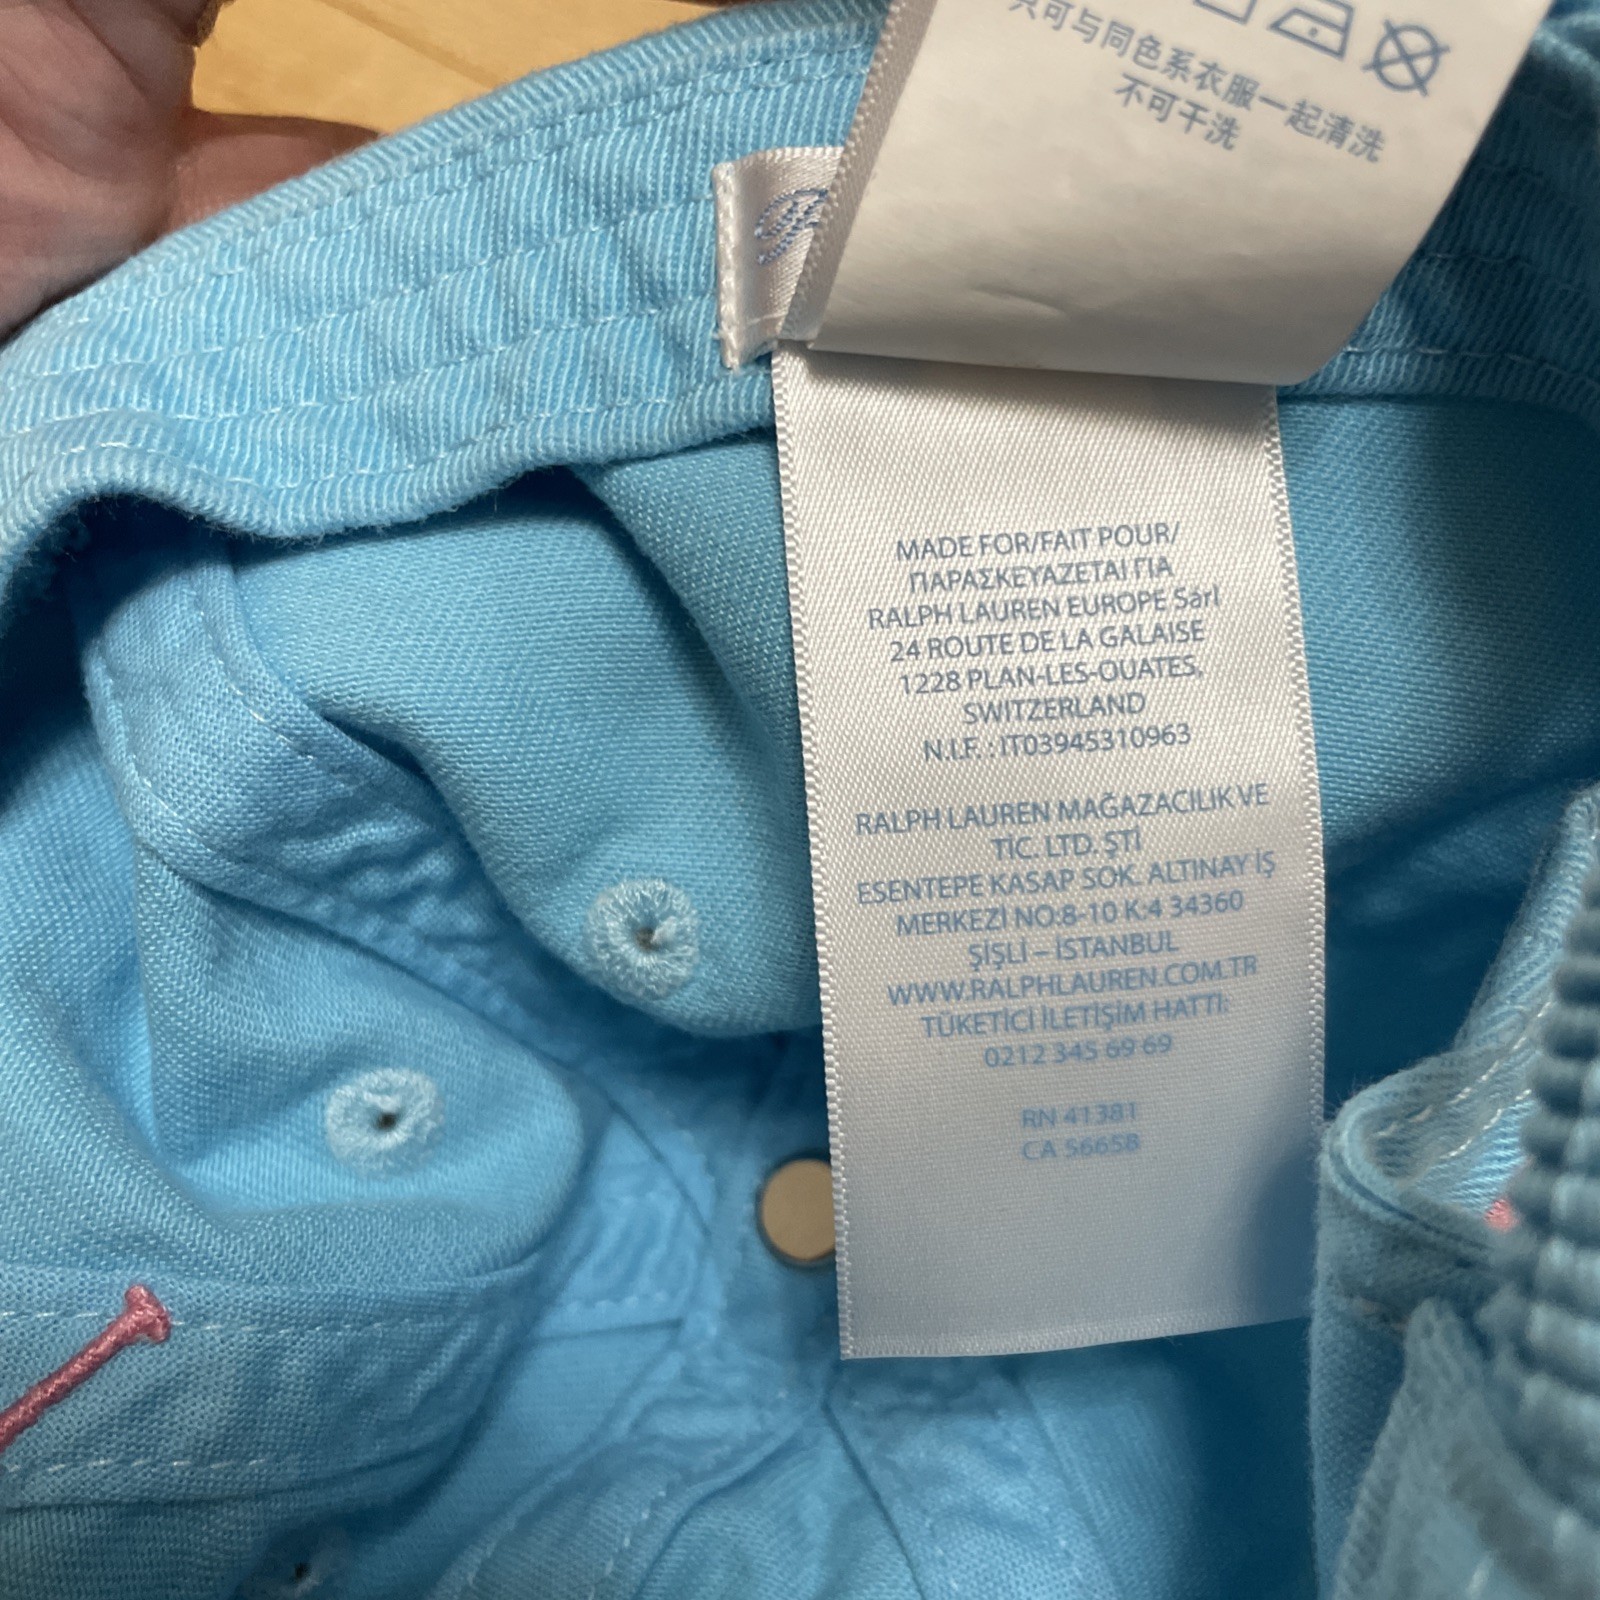 只可与同色系衣服一起清洗
不可干洗
MADE FOR/FAIT POUR/
ΠΑΡΑΣΚΕΥΑΖΕΤΑΙ ΓΙΑ
RALPH LAUREN EUROPE Sàrl
24 ROUTE DE LA GALAISE
1228 PLAN-LES-OUATES,
SWITZERLAND
N.I.F. : IT03945310963
RALPH LAUREN MAĞAZACILIK VE
TİC. LTD. ŞTİ
ESENTEPE KASAP SOK. ALTINAY İŞ
MERKEZİ NO:8-10 K:4 34360
ŞİŞLİ – İSTANBUL
WWW.RALPHLAUREN.COM.TR
TÜKETİCİ İLETİŞİM HATTI:
0212 345 69 69
RN 41381
CA 56658